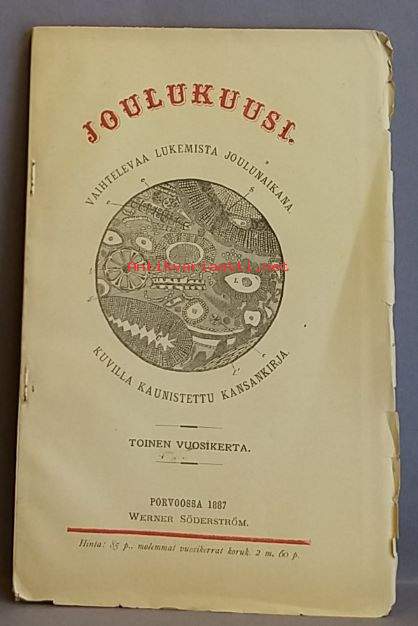 JOULUKUUSI.
VAIHTELEVAA LUKEMISTA JOULUNAIKANA.
Antikvariaatti.net
KUVILLA KAUNISTETTU KANSANKIRJA.
TOINEN VUOSIKERTA.
PORVOOSSA 1887
WERNER SÖDERSTRÖM.
Hinta: 85 p., molemmat vuosikerrat koruk. 2 m. 60 p.